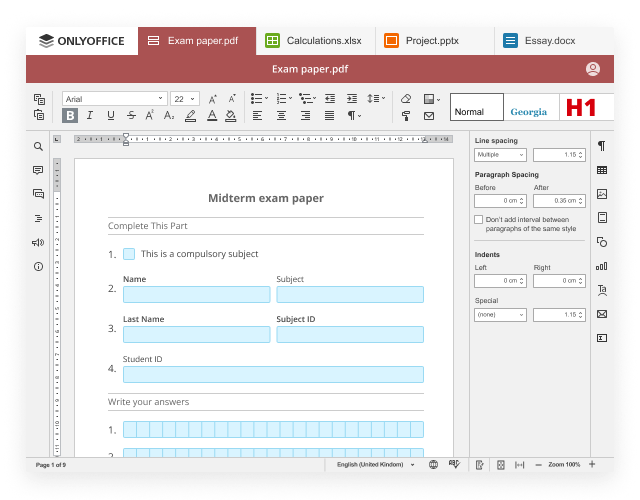 ONLYOFFICE Exam paper.pdf Calculations.xlsx Project.pptx Essay.docx
Exam paper.pdf
Arial 22
B I U S A A A
Normal Georgia H1
Line spacing
Multiple 1.15
Paragraph Spacing
Before After
0 cm 0.35 cm
Don't add interval between
paragraphs of the same style
Indents
Left Right
0 cm 0 cm
Special
(none) 1.15
Midterm exam paper
Complete This Part
1. This is a compulsory subject
Name Subject
2.
Last Name Subject ID
3.
Student ID
4.
Write your answers
1.
2.
Page 1 of 9 English (United Kindom) Zoom 100%